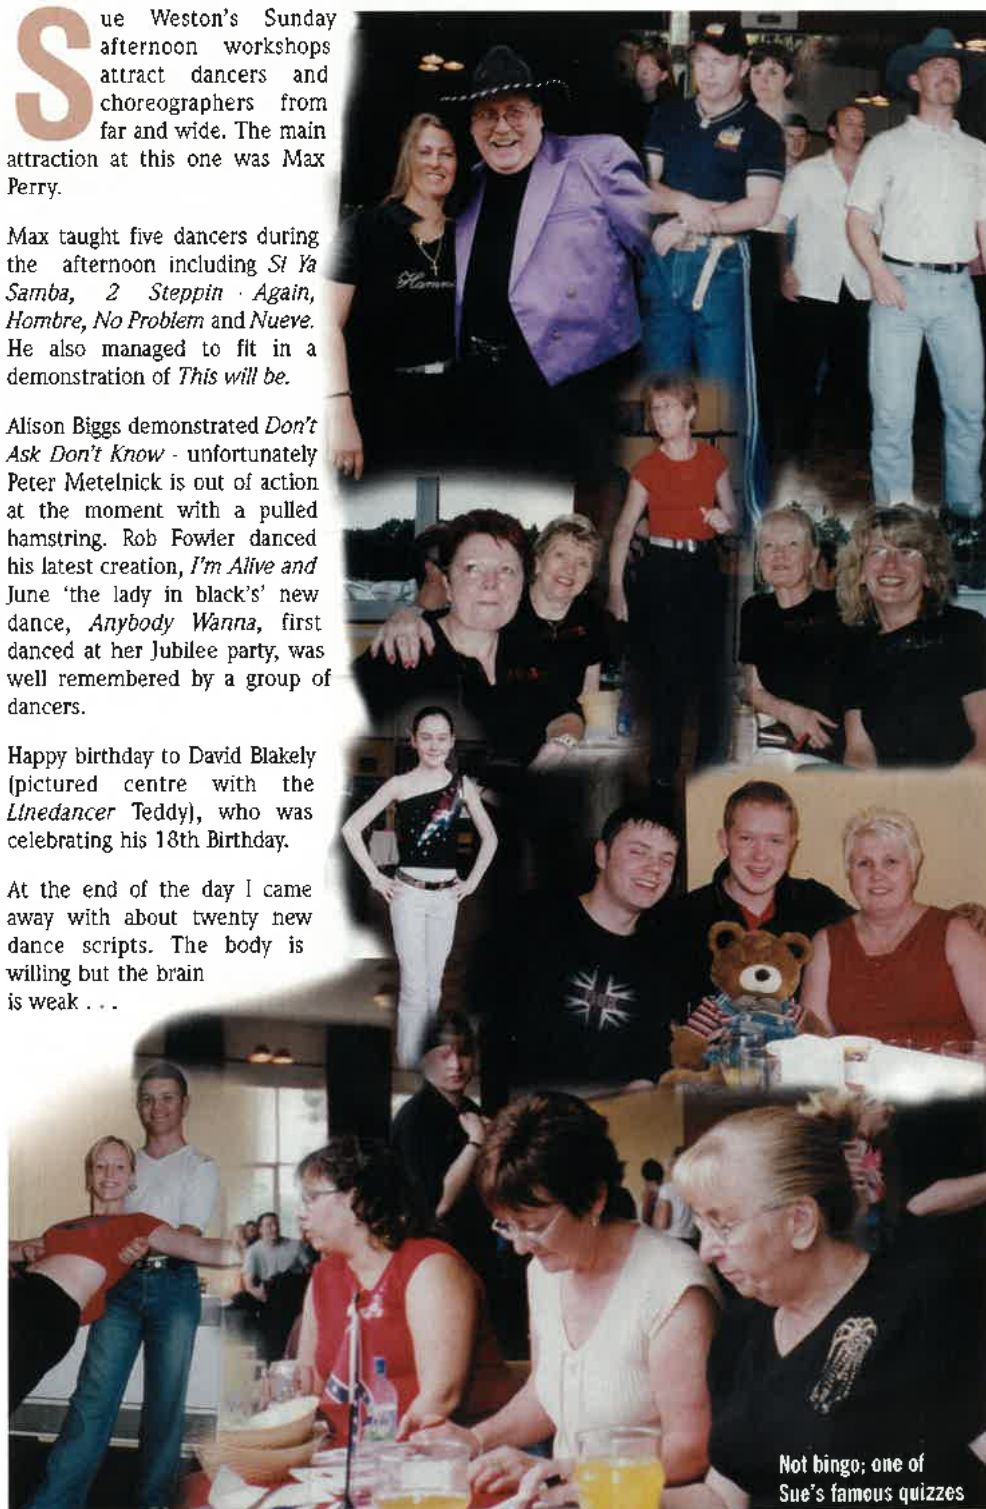 Sue Weston's Sunday
afternoon workshops
attract dancers and
choreographers from
far and wide. The main
attraction at this one was Max
Perry.
Max taught five dancers during
the afternoon including Si Ya
Samba, 2 Steppin Again,
Hombre, No Problem and Nueve.
He also managed to fit in a
demonstration of This will be.
Alison Biggs demonstrated Don't
Ask Don't Know - unfortunately
Peter Metelnick is out of action
at the moment with a pulled
hamstring. Rob Fowler danced
his latest creation, I'm Alive and
June 'the lady in black's' new
dance, Anybody Wanna, first
danced at her Jubilee party, was
well remembered by a group of
dancers.
Happy birthday to David Blakely
(pictured centre with the
Linedancer Teddy), who was
celebrating his 18th Birthday.
At the end of the day I came
away with about twenty new
dance scripts. The body is
willing but the brain
is weak . . .
Not bingo; one of
Sue's famous quizzes